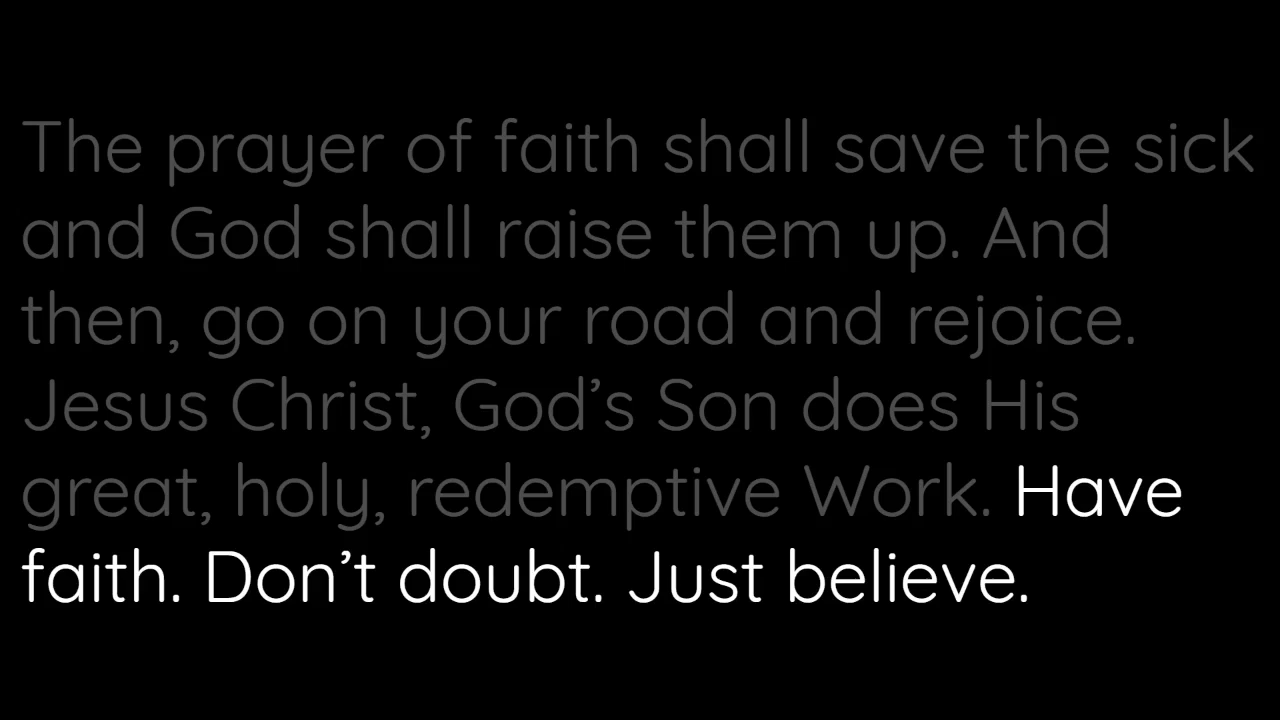 The prayer of faith shall save the sick
and God shall raise them up. And
then, go on your road and rejoice.
Jesus Christ, God’s Son does His
great, holy, redemptive Work. Have
faith. Don’t doubt. Just believe.